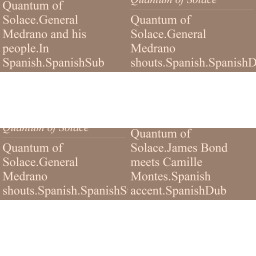 Quantum of
Solace.General
Medrano and his
people.In
Spanish.SpanishSub
Quantum of Solace
Quantum of
Solace.General
Medrano
shouts.Spanish.SpanishD
Quantum of Solace
Quantum of
Solace.General
Medrano
shouts.Spanish.SpanishS
Quantum of
Solace.James Bond
meets Camille
Montes.Spanish
accent.SpanishDub